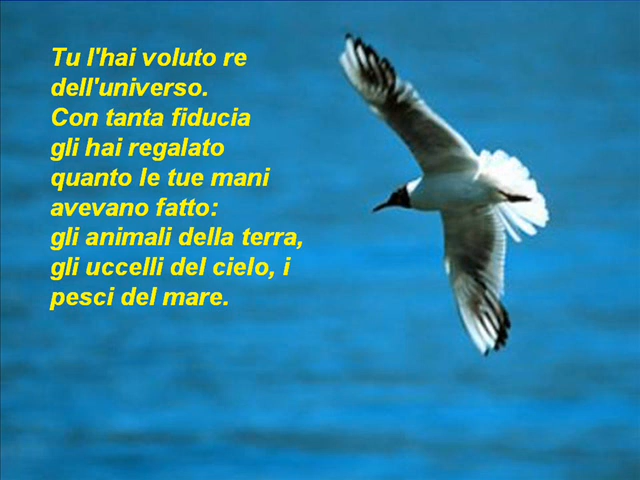 Tu l'hai voluto re
dell'universo.
Con tanta fiducia
gli hai regalato
quanto le tue mani
avevano fatto:
gli animali della terra,
gli uccelli del cielo, i
pesci del mare.